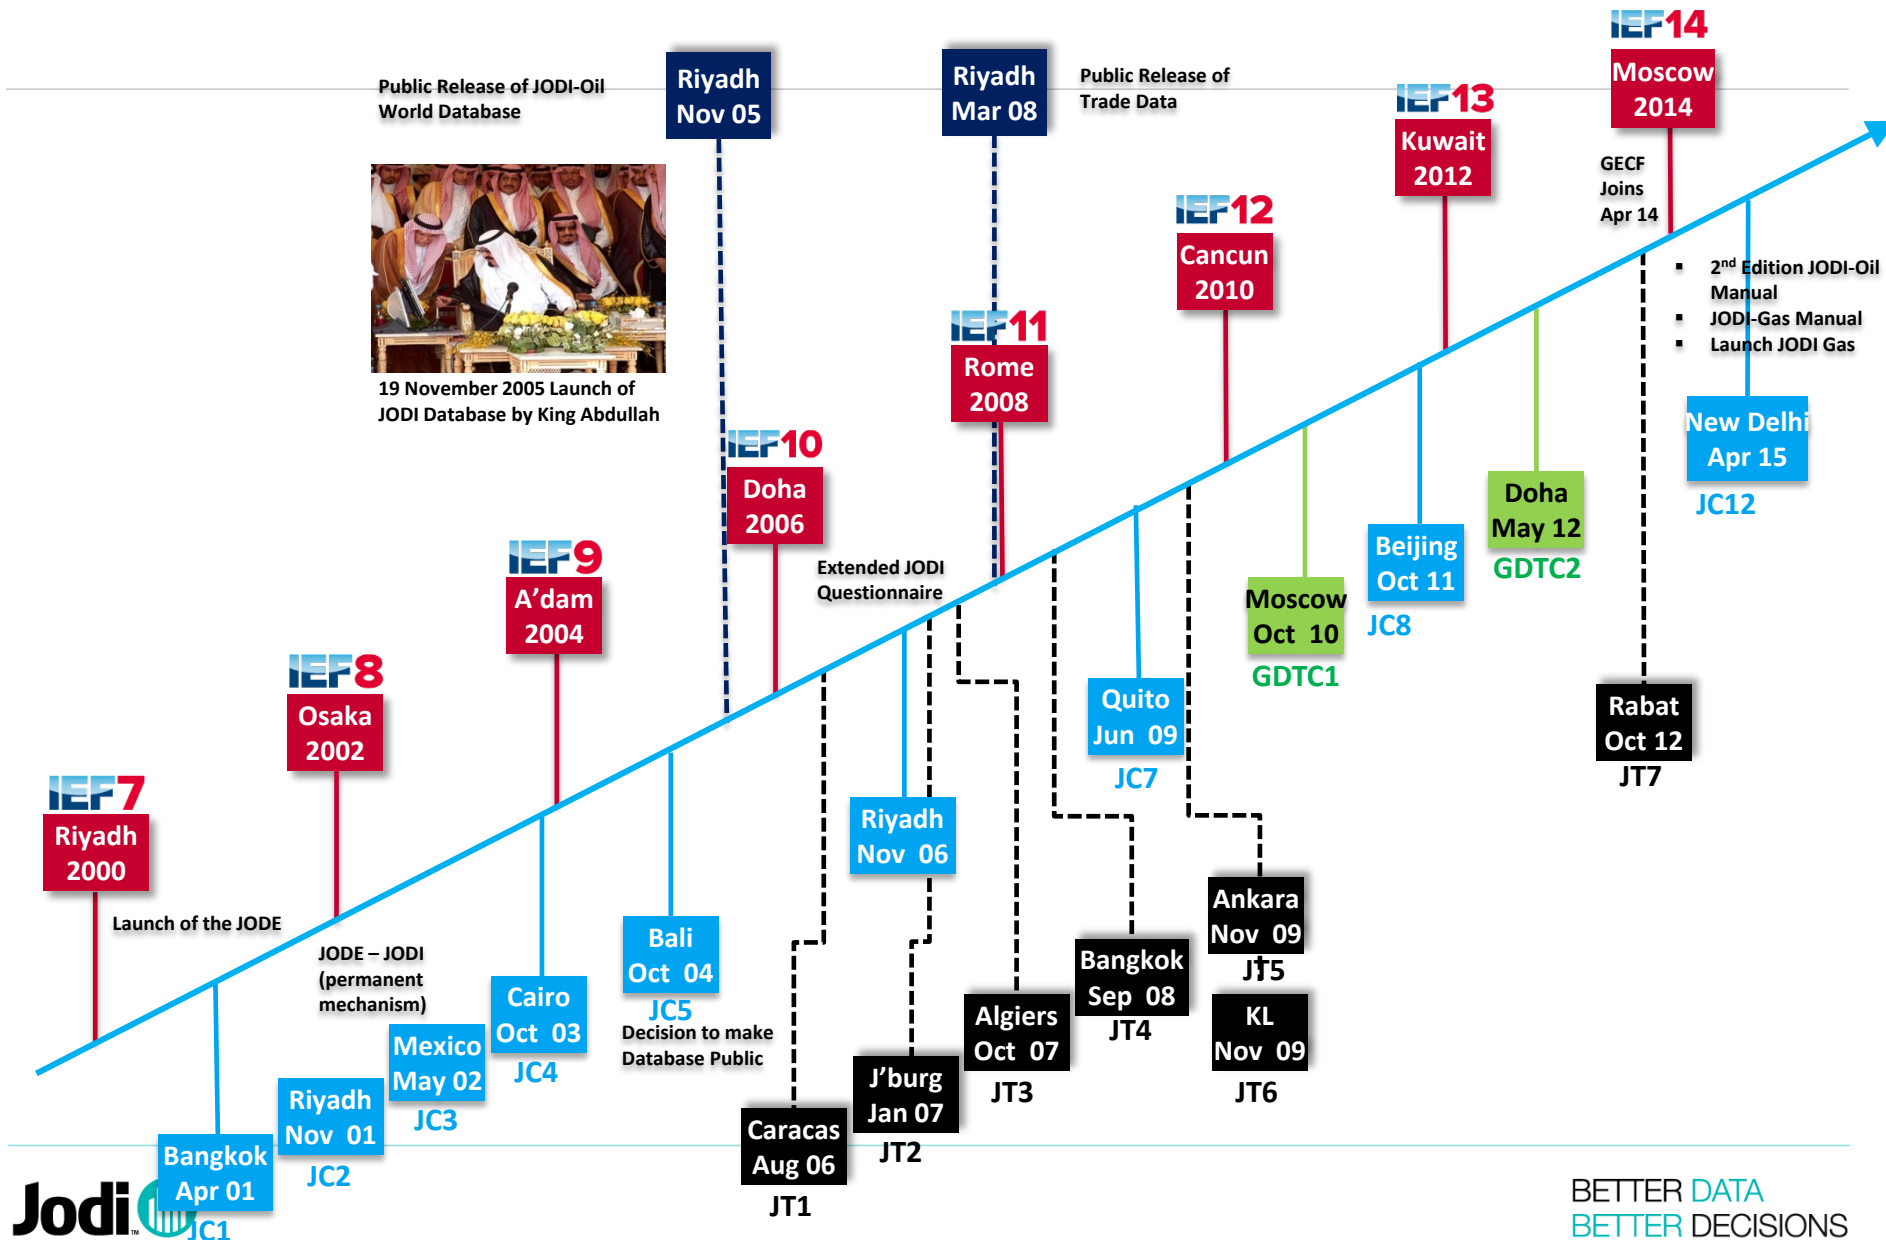 IEF14
Moscow
2014
Riyadh
Nov 05
Riyadh
Mar 08
Public Release of JODI-Oil
World Database
Public Release of
Trade Data
IEF13
Kuwait
2012
GECF
Joins
Apr 14
IEF12
Cancun
2010
2nd Edition JODI-Oil
Manual
JODI-Gas Manual
Launch JODI Gas
IEF11
Rome
2008
19 November 2005 Launch of
JODI Database by King Abdullah
New Delhi
Apr 15
JC12
IEF10
Doha
2006
Doha
May 12
GDTC2
Beijing
Oct 11
JC8
IEF9
A’dam
2004
Extended JODI
Questionnaire
Moscow
Oct 10
GDTC1
IEF8
Osaka
2002
Quito
Jun 09
JC7
Rabat
Oct 12
JT7
IEF7
Riyadh
2000
Riyadh
Nov 06
Launch of the JODE
JODE – JODI
(permanent
mechanism)
Bali
Oct 04
JC5
Decision to make
Database Public
Ankara
Nov 09
JT5
Bangkok
Sep 08
JT4
Cairo
Oct 03
JC4
Algiers
Oct 07
JT3
KL
Nov 09
JT6
Mexico
May 02
JC3
J’burg
Jan 07
JT2
Riyadh
Nov 01
JC2
Caracas
Aug 06
JT1
Bangkok
Apr 01
JC1
Jodi™
BETTER DATA
BETTER DECISIONS